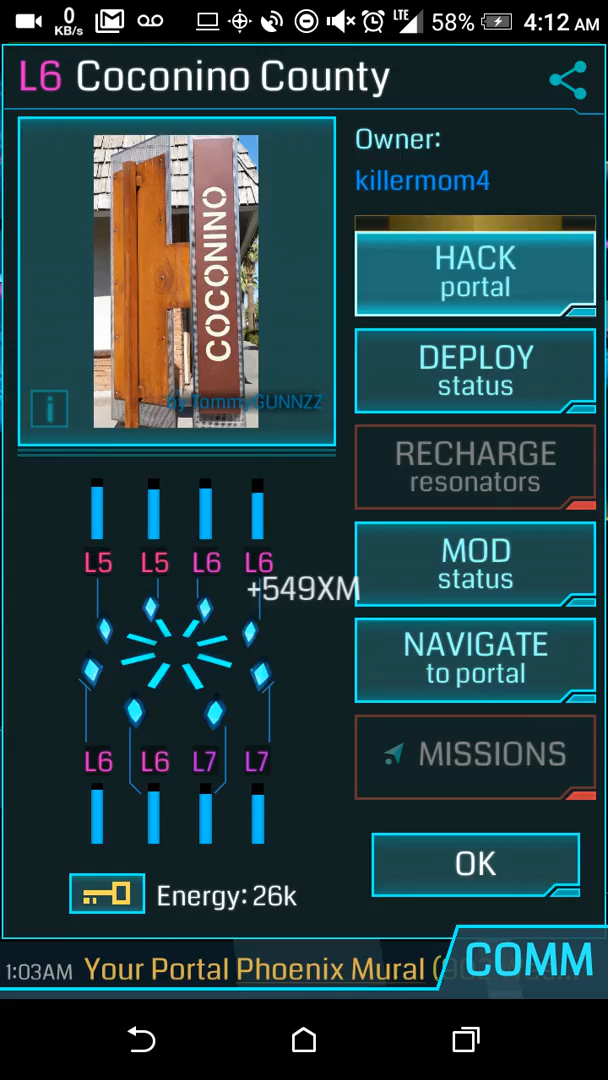 0
KB/s
LTE
58%
4:12 AM
L6 Coconino County
Owner:
killermom4
COCONINO
by TommyGUNNZZ
i
HACK
portal
DEPLOY
status
RECHARGE
resonators
MOD
status
NAVIGATE
to portal
MISSIONS
OK
L5 L5 L6 L6
+549XM
L6 L6 L7 L7
Energy: 26k
1:03AM Your Portal Phoenix Mural (
COMM